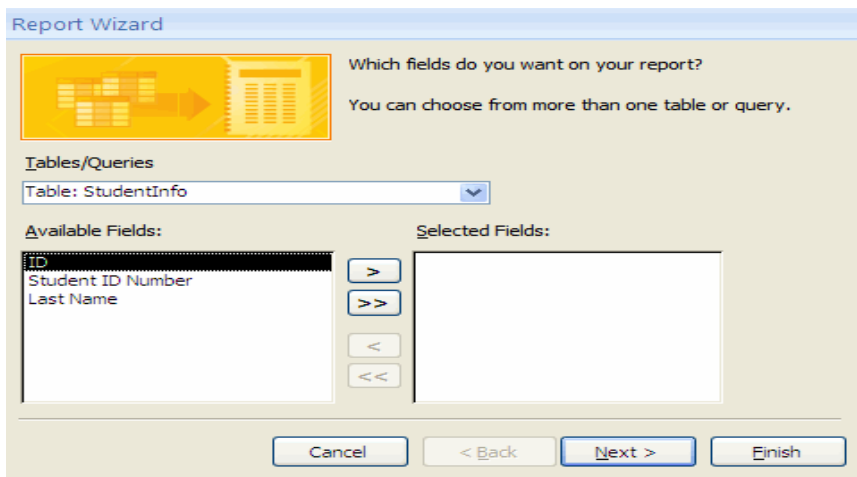 Report Wizard
Which fields do you want on your report?
You can choose from more than one table or query.
Tables/Queries
Table: StudentInfo
Available Fields:
Selected Fields:
ID
Student ID Number
Last Name
>
>>
<
<<
Cancel
< Back
Next >
Finish